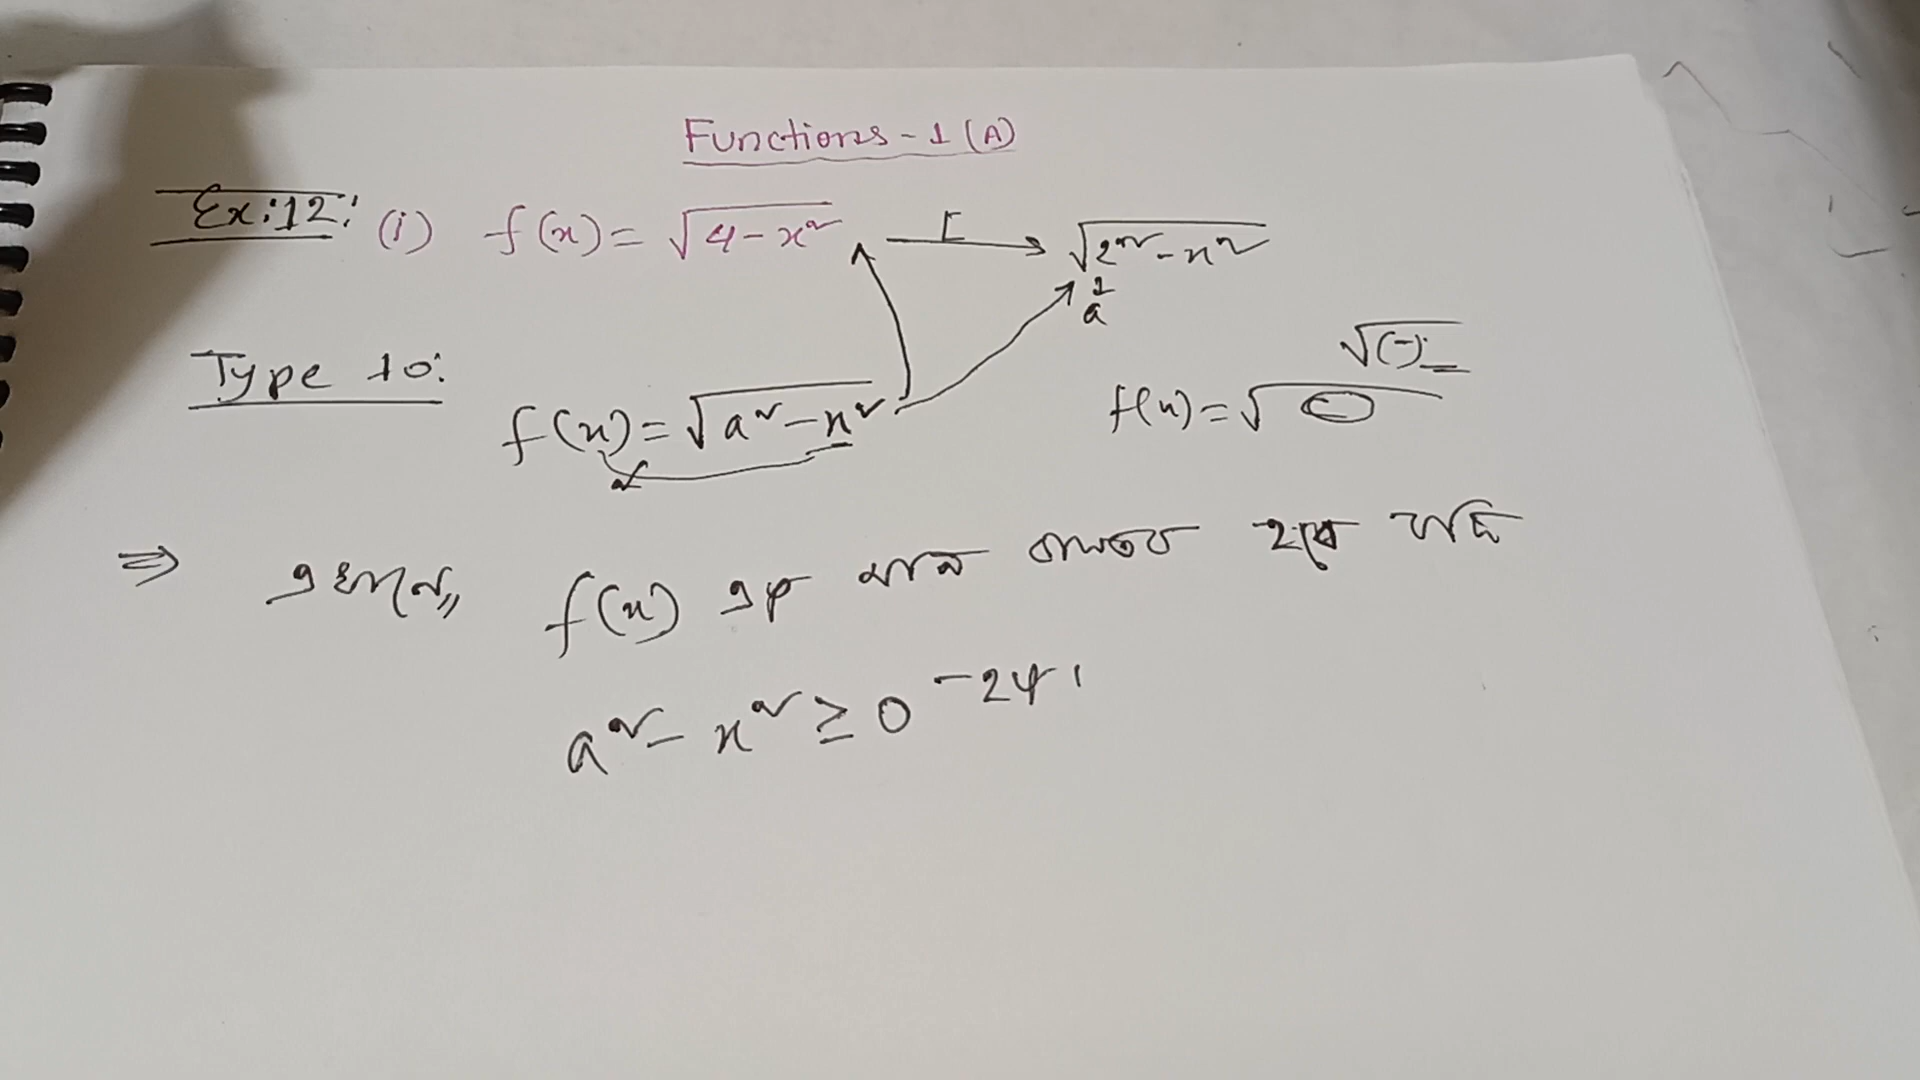 Functions - 1 (A)
Ex:12: (i) f(x) = √4-x² → √2²-x²
a
Type 10:
√(-)
f(x) = √a²-x² f(x) = √
⇒ এখানে, f(x) এর মান বাস্তব হবে যদি
a² - x² ≥ 0 হয়।